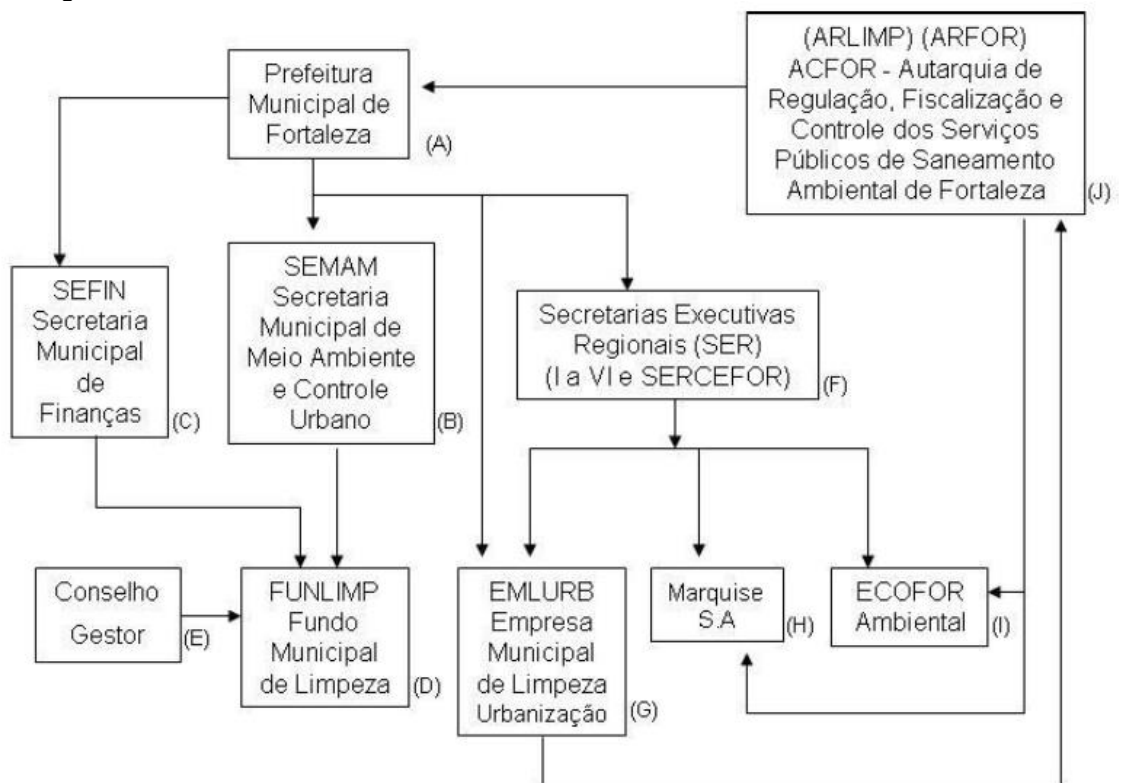 Prefeitura
Municipal de
Fortaleza
(A)
(ARLIMP) (ARFOR)
ACFOR - Autarquia de
Regulação, Fiscalização e
Controle dos Serviços
Públicos de Saneamento
Ambiental de Fortaleza
(J)
SEFIN
Secretaria
Municipal
de
Finanças
(C)
SEMAM
Secretaria
Municipal de
Meio Ambiente
e Controle
Urbano
(B)
Secretarias Executivas
Regionais (SER)
(I a VI e SERCEFOR)
(F)
Conselho
Gestor
(E)
FUNLIMP
Fundo
Municipal
de Limpeza
(D)
EMLURB
Empresa
Municipal
de Limpeza
Urbanização
(G)
Marquise
S.A
(H)
ECOFOR
Ambiental
(I)